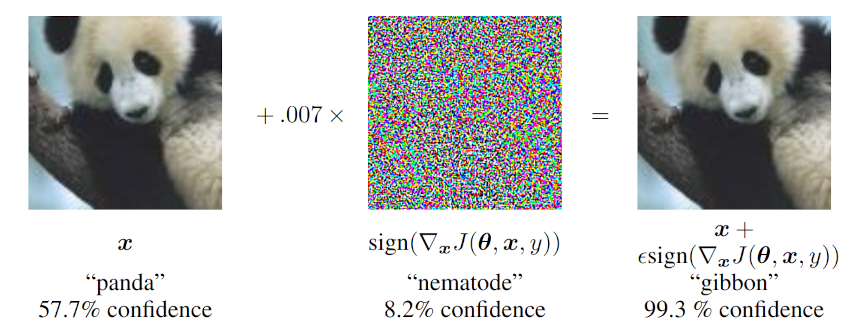 + .007 ×
=
x
“panda”
57.7% confidence
sign(∇ₓJ(θ, x, y))
“nematode”
8.2% confidence
x +
ϵsign(∇ₓJ(θ, x, y))
“gibbon”
99.3 % confidence